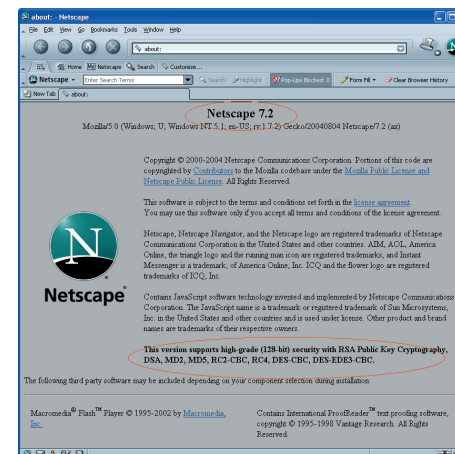 about: - Netscape
File Edit View Go Bookmarks Tools Window Help
about:
Home My Netscape Search Customize...
Netscape Enter Search Terms Search Highlight Pop-Ups Blocked: 0 Form Fill Clear Browser History
New Tab about:
Netscape 7.2
Mozilla/5.0 (Windows; U; Windows NT 5.1; en-US; rv:1.7.2) Gecko/20040804 Netscape/7.2 (ax)
Copyright © 2000-2004 Netscape Communications Corporation. Portions of this code are
copyrighted by Contributors to the Mozilla codebase under the Mozilla Public License and
Netscape Public License. All Rights Reserved.
This software is subject to the terms and conditions set forth in the license agreement.
You may use this software only if you accept all terms and conditions of the license agreement.
Netscape, Netscape Navigator, and the Netscape logo are registered trademarks of Netscape
Communications Corporation in the United States and other countries. AIM, AOL, America
Online, the triangle logo and the running man icon are registered trademarks, and Instant
Messenger is a trademark, of America Online, Inc. ICQ and the flower logo are registered
trademarks of ICQ, Inc.
N
Netscape®
Contains JavaScript software technology invented and implemented by Netscape Communications
Corporation. The JavaScript name is a trademark or registered trademark of Sun Microsystems,
Inc. in the United States and other countries and is used under license. Other product and brand
names are trademarks of their respective owners.
This version supports high-grade (128-bit) security with RSA Public Key Cryptography,
DSA, MD2, MD5, RC2-CBC, RC4, DES-CBC, DES-EDE3-CBC.
The following third party software may be included depending on your component selection during installation:
Macromedia® Flash™ Player © 1995-2002 by Macromedia,
Inc.
Contains International ProofReader™ text proofing software,
copyright © 1995-1998 Vantage Research. All Rights
Reserved.